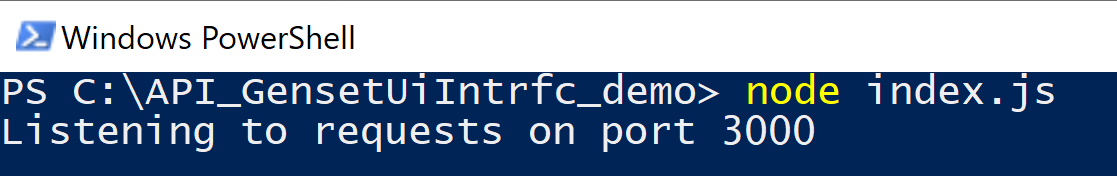 Windows PowerShell
PS C:\API_GensetUiIntrfc_demo> node index.js
Listening to requests on port 3000